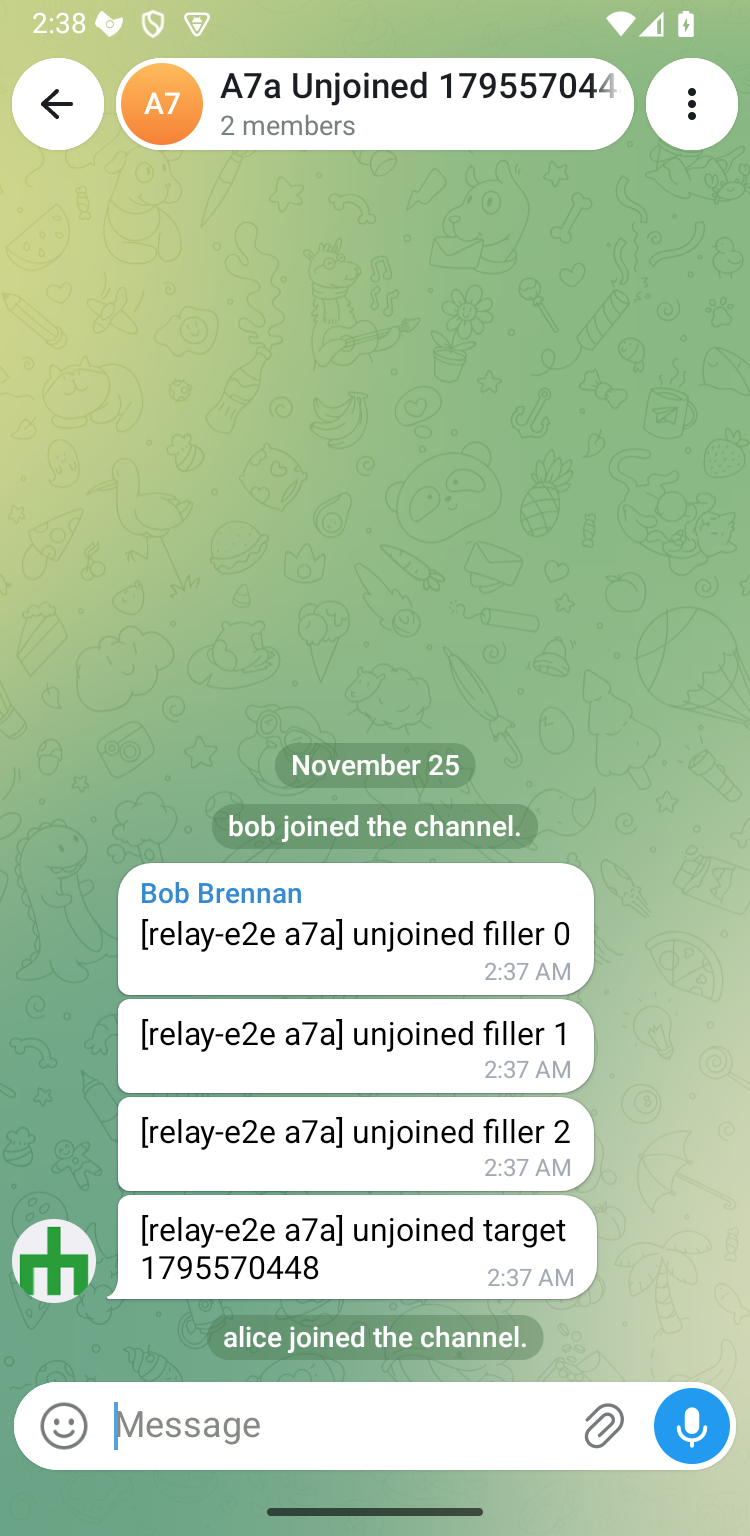 2:38
A7
A7a Unjoined 179557044
2 members
November 25
bob joined the channel.
Bob Brennan
[relay-e2e a7a] unjoined filler 0
2:37 AM
[relay-e2e a7a] unjoined filler 1
2:37 AM
[relay-e2e a7a] unjoined filler 2
2:37 AM
[relay-e2e a7a] unjoined target
1795570448
2:37 AM
alice joined the channel.
Message